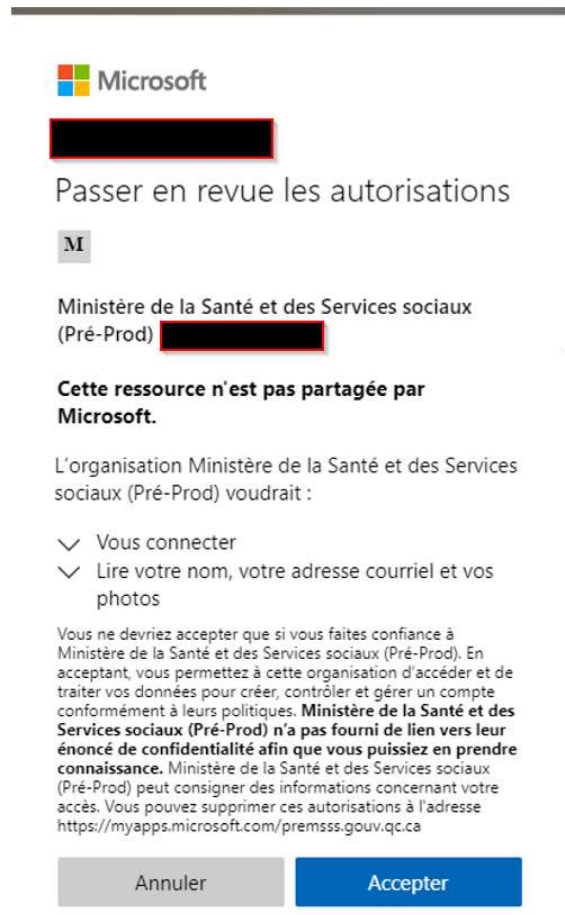 Microsoft
Passer en revue les autorisations
M
Ministère de la Santé et des Services sociaux
(Pré-Prod)
Cette ressource n'est pas partagée par
Microsoft.
L'organisation Ministère de la Santé et des Services
sociaux (Pré-Prod) voudrait :
Vous connecter
Lire votre nom, votre adresse courriel et vos
photos
Vous ne devriez accepter que si vous faites confiance à
Ministère de la Santé et des Services sociaux (Pré-Prod). En
acceptant, vous permettez à cette organisation d'accéder et de
traiter vos données pour créer, contrôler et gérer un compte
conformément à leurs politiques. Ministère de la Santé et des
Services sociaux (Pré-Prod) n'a pas fourni de lien vers leur
énoncé de confidentialité afin que vous puissiez en prendre
connaissance. Ministère de la Santé et des Services sociaux
(Pré-Prod) peut consigner des informations concernant votre
accès. Vous pouvez supprimer ces autorisations à l'adresse
https://myapps.microsoft.com/premsss.gouv.qc.ca
Annuler
Accepter